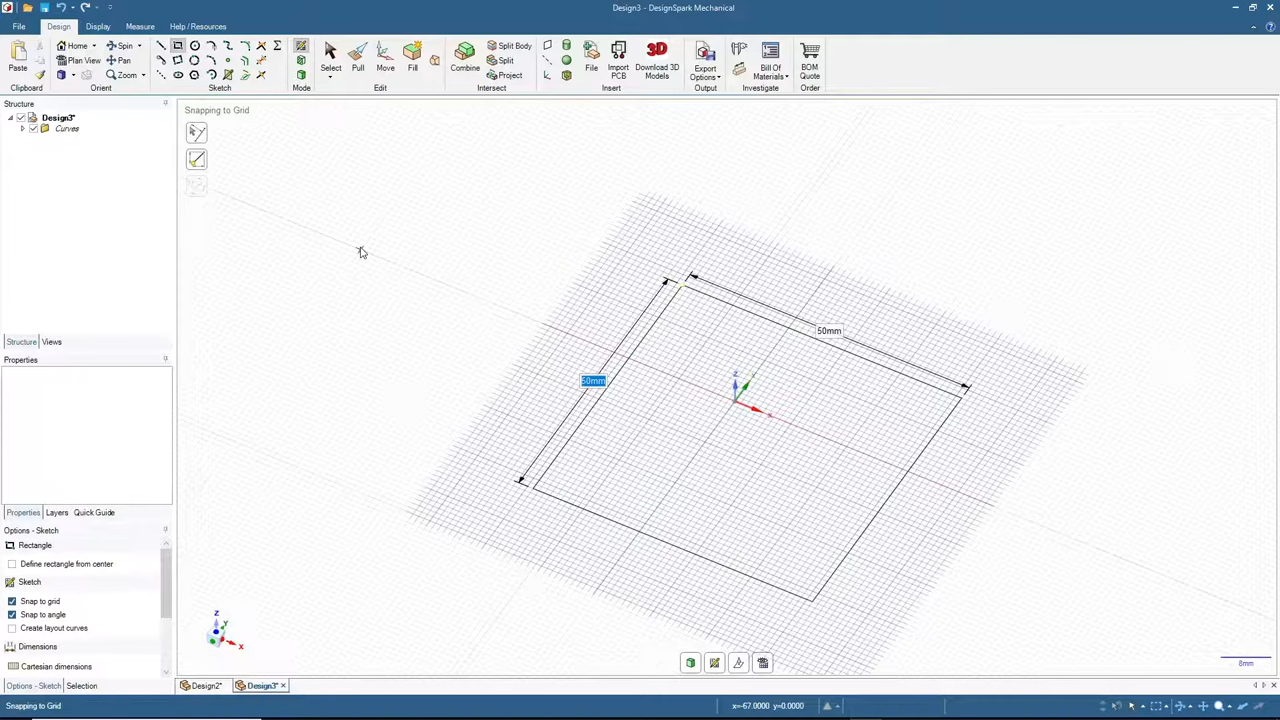 Design3 - DesignSpark Mechanical
File Design Display Measure Help / Resources
Paste
Clipboard
Home
Plan View
Spin
Pan
Zoom
Orient
Sketch
Mode
Select
Pull
Move
Fill
Edit
Combine
Split Body
Split
Project
Intersect
File
Import PCB
Download 3D Models
Insert
Export Options
Output
Bill Of Materials
Investigate
BOM Quote
Order
Structure
Design3*
Curves
Structure Views
Properties
Properties Layers Quick Guide
Options - Sketch
Rectangle
Define rectangle from center
Sketch
Snap to grid
Snap to angle
Create layout curves
Dimensions
Cartesian dimensions
Options - Sketch Selection
Snapping to Grid
50mm
50mm
Z
Y
X
Z
Y
X
8mm
Design2* Design3*
Snapping to Grid
x=-67.0000 y=0.0000